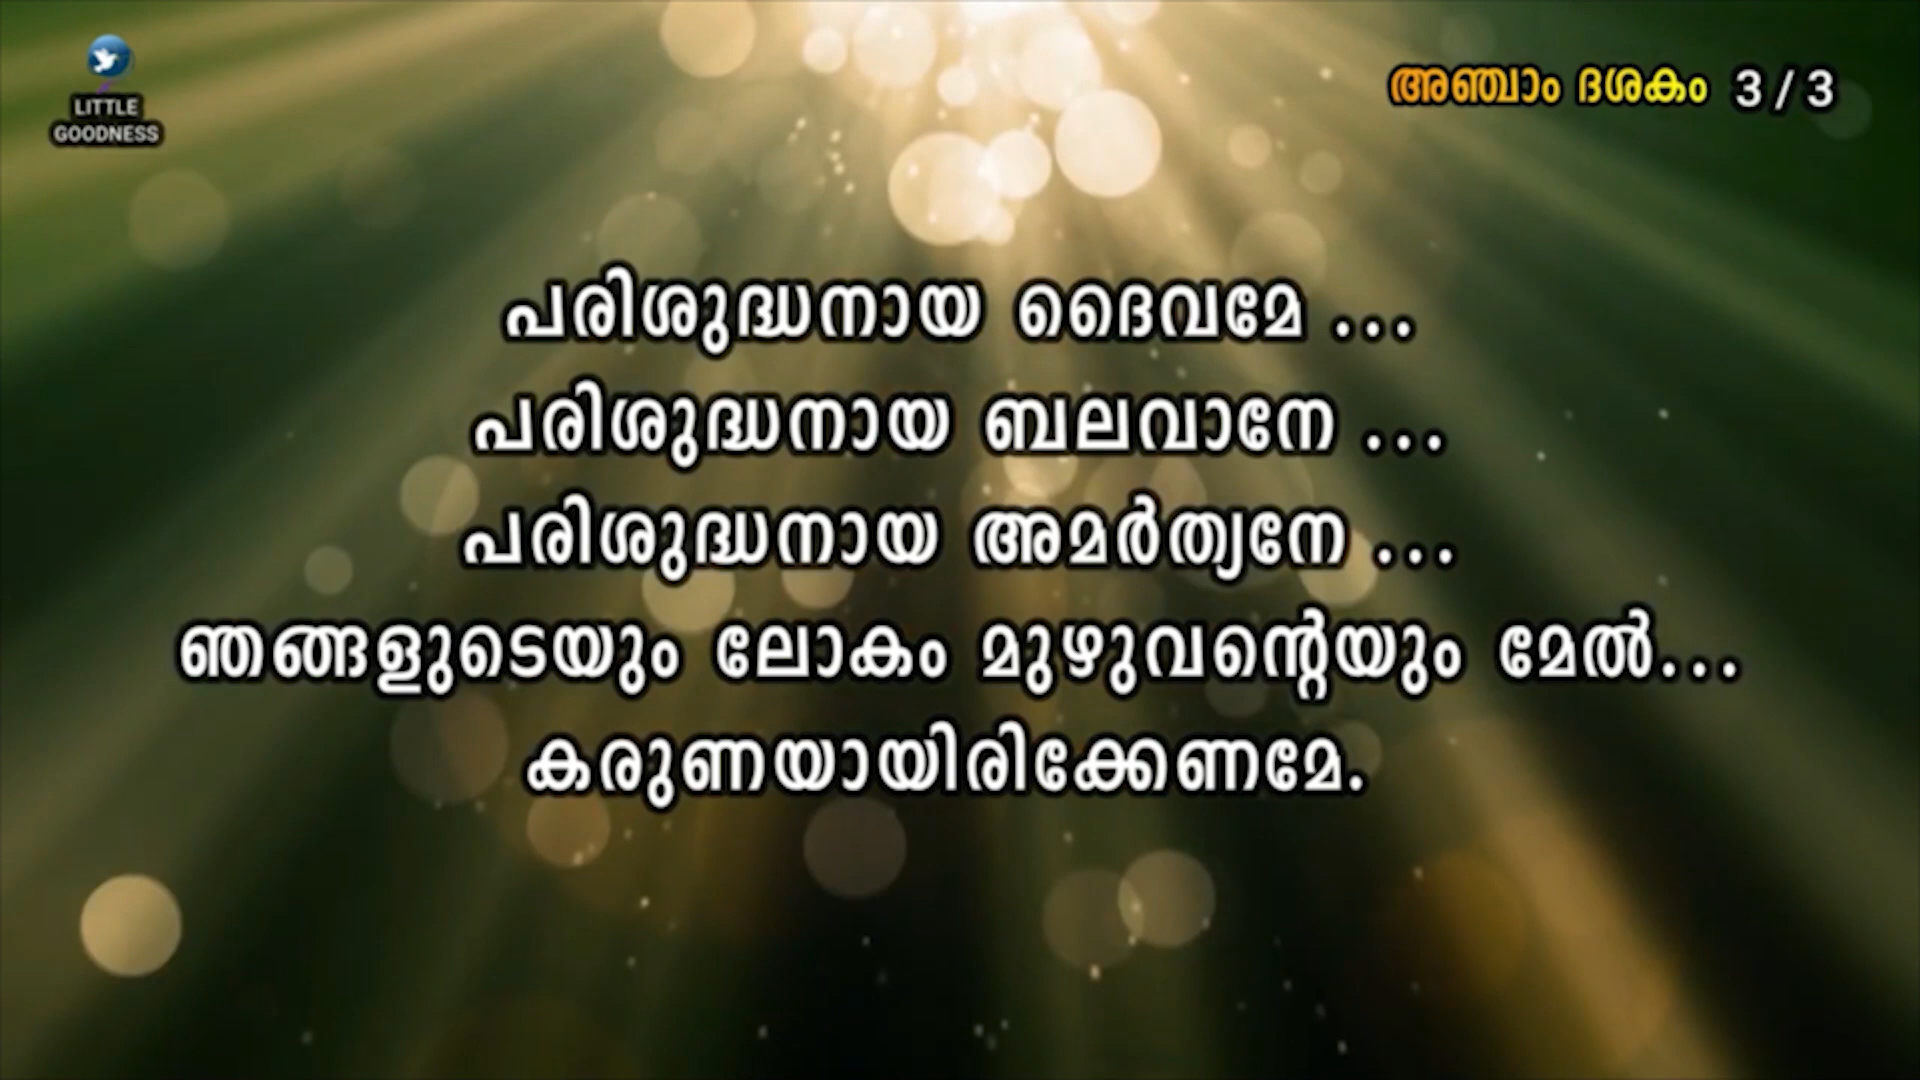 LITTLE
GOODNESS
അഞ്ചാം ദശകം 3 / 3
പരിശുദ്ധനായ ദൈവമേ ...
പരിശുദ്ധനായ ബലവാനേ ...
പരിശുദ്ധനായ അമർത്യനേ ...
ഞങ്ങളുടെയും ലോകം മുഴുവന്റെയും മേൽ...
കരുണയായിരിക്കേണമേ.